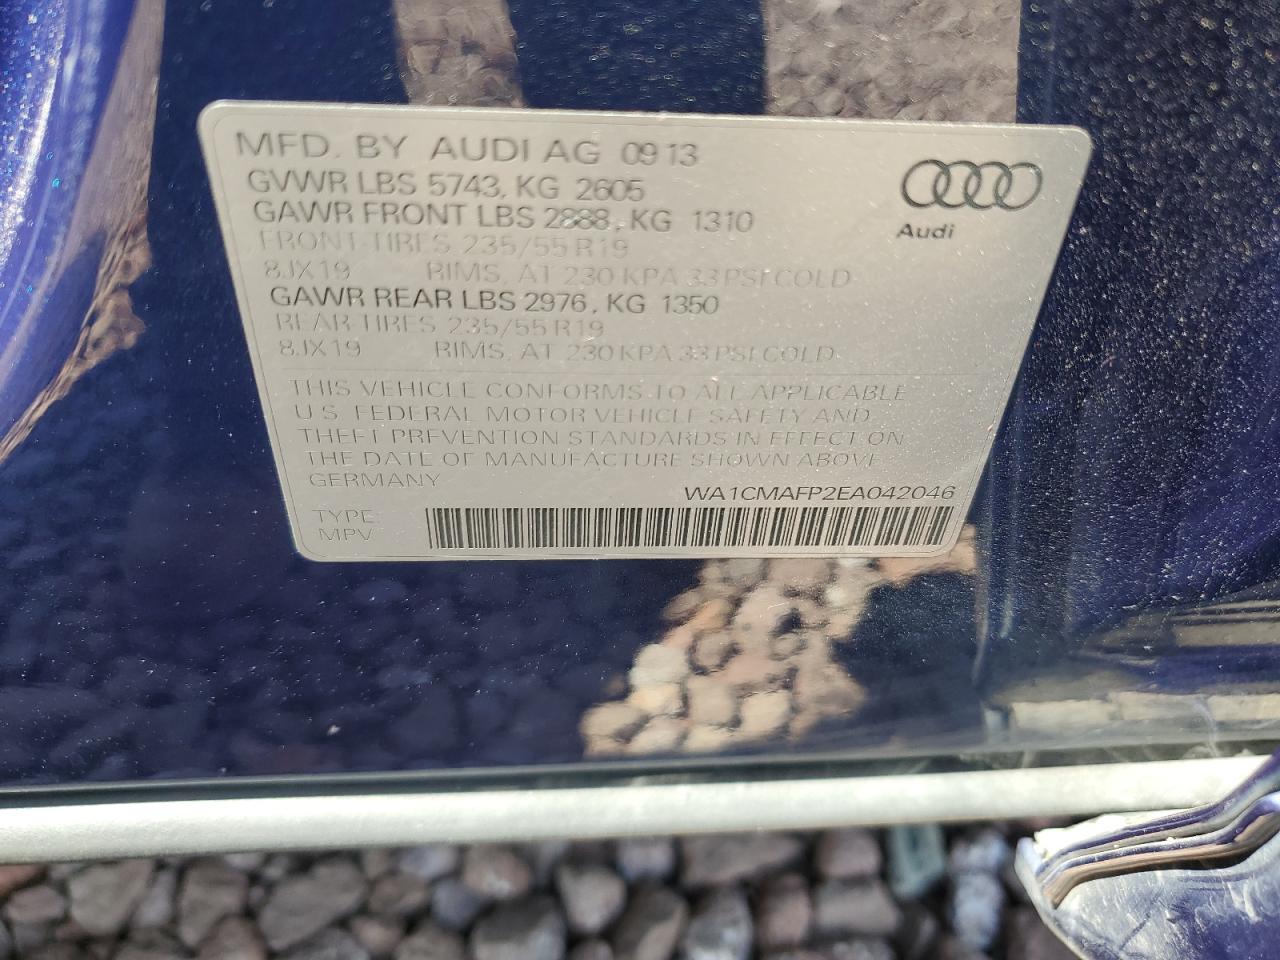 MFD. BY AUDI AG 09 13
GVWR LBS 5743, KG 2605
GAWR FRONT LBS 2888, KG 1310
FRONT-TIRES 235/55 R19
8JX19 RIMS, AT 230 KPA 33 PSI COLD
GAWR REAR LBS 2976, KG 1350
REAR-TIRES 235/55 R19
8JX19 RIMS, AT 230 KPA 33 PSI COLD
Audi
THIS VEHICLE CONFORMS TO ALL APPLICABLE
U.S. FEDERAL MOTOR VEHICLE SAFETY AND
THEFT PREVENTION STANDARDS IN EFFECT ON
THE DATE OF MANUFACTURE SHOWN ABOVE
GERMANY
WA1CMAFP2EA042046
TYPE:
MPV